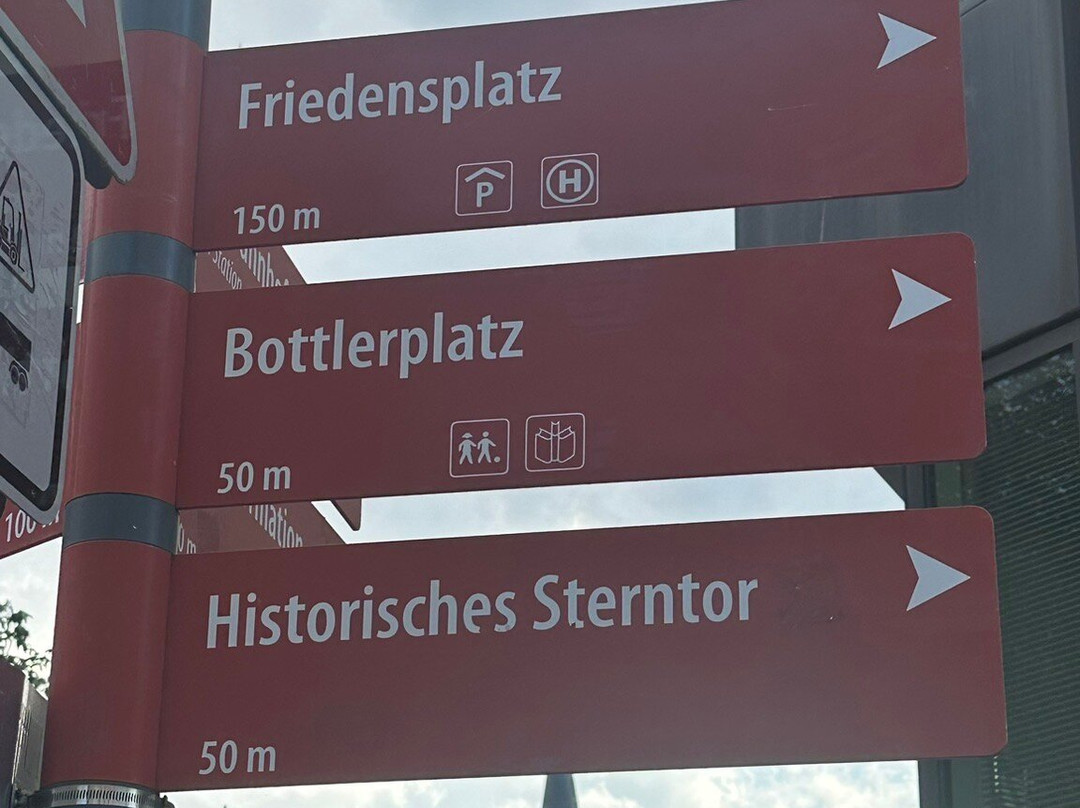 Friedensplatz
P H
150 m
Bottlerplatz
50 m
Historisches Sterntor
50 m